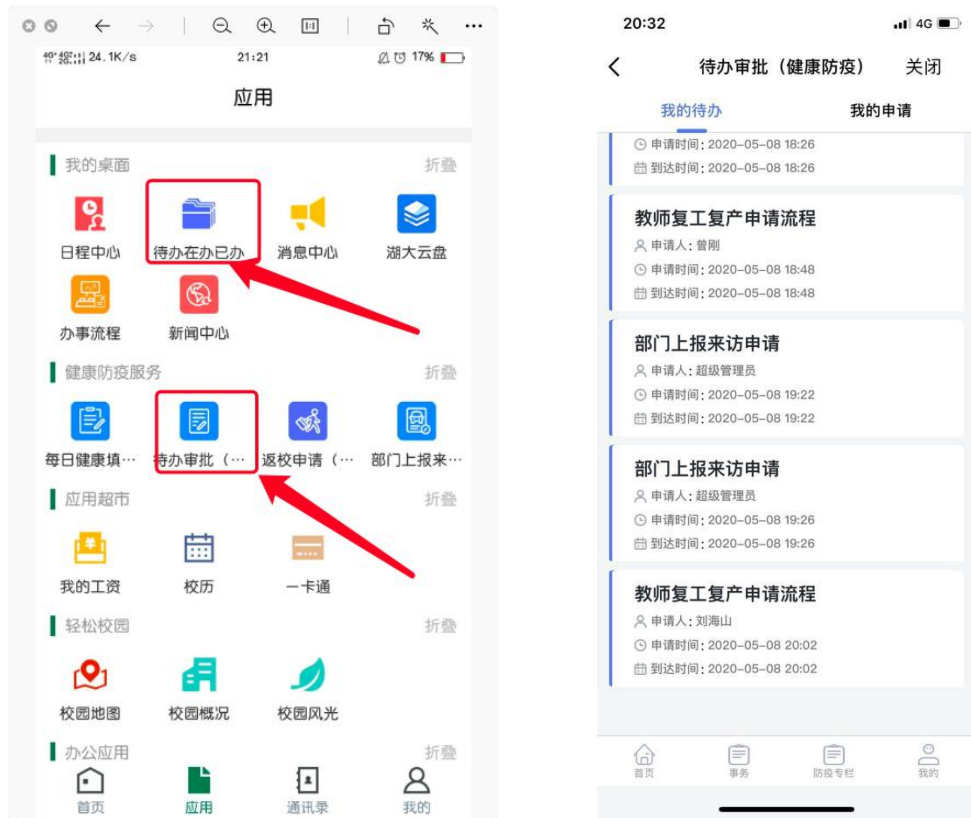 24.1K/s
21:21
17%
应用
我的桌面
折叠
日程中心
待办在办已办
消息中心
湖大云盘
办事流程
新闻中心
健康防疫服务
折叠
每日健康填…
待办审批（…
返校申请（…
部门上报来…
应用超市
折叠
我的工资
校历
一卡通
轻松校园
折叠
校园地图
校园概况
校园风光
办公应用
折叠
首页
应用
通讯录
我的
20:32
4G
待办审批（健康防疫）
关闭
我的待办
我的申请
申请时间：2020-05-08 18:26
到达时间：2020-05-08 18:26
教师复工复产申请流程
申请人：曾刚
申请时间：2020-05-08 18:48
到达时间：2020-05-08 18:48
部门上报来访申请
申请人：超级管理员
申请时间：2020-05-08 19:22
到达时间：2020-05-08 19:22
部门上报来访申请
申请人：超级管理员
申请时间：2020-05-08 19:26
到达时间：2020-05-08 19:26
教师复工复产申请流程
申请人：刘海山
申请时间：2020-05-08 20:02
到达时间：2020-05-08 20:02
首页
事务
防疫专栏
我的